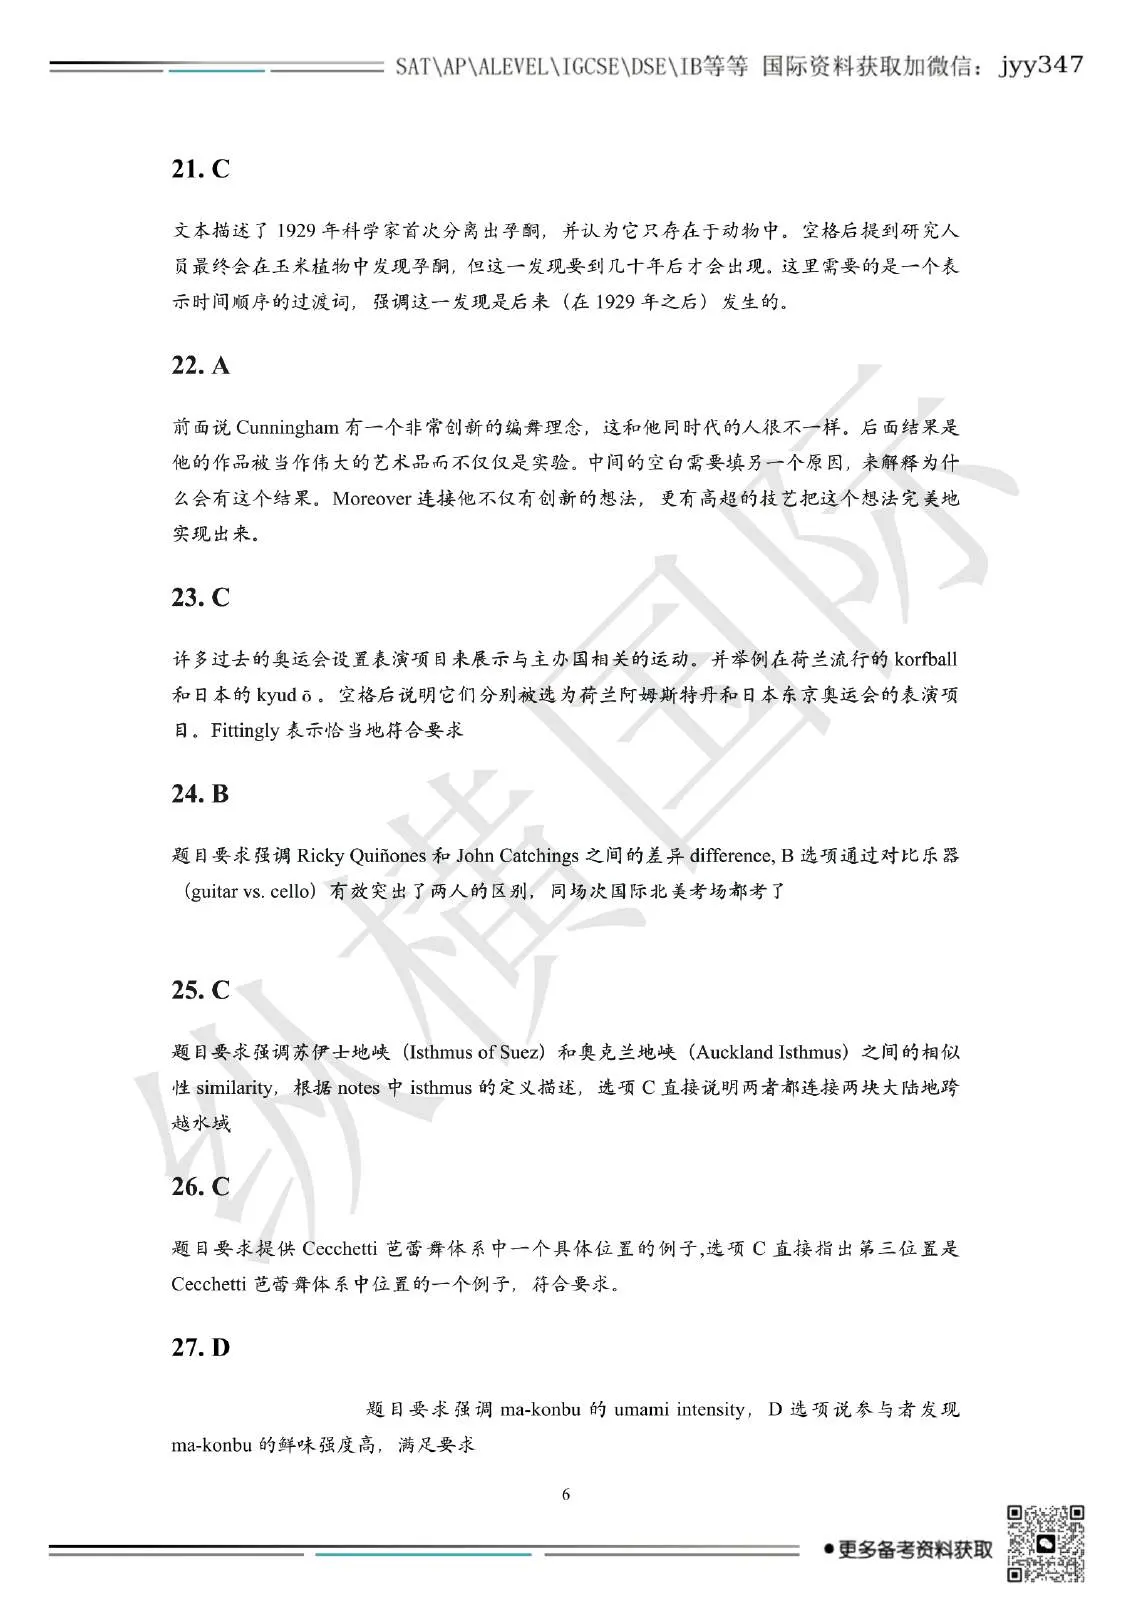 SAT\AP\ALEVEL\IGCSE\DSE\IB等等 国际资料获取加微信：jyy347
21. C
文本描述了 1929 年科学家首次分离出孕酮，并认为它只存在于动物中。空格后提到研究人
员最终会在玉米植物中发现孕酮，但这一发现要到几十年后才会出现。这里需要的是一个表
示时间顺序的过渡词，强调这一发现是后来（在 1929 年之后）发生的。
22. A
前面说 Cunningham 有一个非常创新的编舞理念，这和他同时代的人很不一样。后面结果是
他的作品被当作伟大的艺术品而不仅仅是实验。中间的空白需要填另一个原因，来解释为什
么会有这个结果。Moreover 连接他不仅有创新的想法，更有高超的技艺把这个想法完美地
实现出来。
23. C
许多过去的奥运会设置表演项目来展示与主办国相关的运动。并举例在荷兰流行的 korfball
和日本的 kyudō。空格后说明它们分别被选为荷兰阿姆斯特丹和日本东京奥运会的表演项
目。Fittingly 表示恰当地符合要求
24. B
题目要求强调 Ricky Quiñones 和 John Catchings 之间的差异 difference, B 选项通过对比乐器
（guitar vs. cello）有效突出了两人的区别，同场次国际北美考场都考了
25. C
题目要求强调苏伊士地峡（Isthmus of Suez）和奥克兰地峡（Auckland Isthmus）之间的相似
性 similarity，根据 notes 中 isthmus 的定义描述，选项 C 直接说明两者都连接两块大陆地跨
越水域
26. C
题目要求提供 Cecchetti 芭蕾舞体系中一个具体位置的例子,选项 C 直接指出第三位置是
Cecchetti 芭蕾舞体系中位置的一个例子，符合要求。
27. D
题目要求强调 ma-konbu 的 umami intensity，D 选项说参与者发现
ma-konbu 的鲜味强度高，满足要求
6
●更多备考资料获取
纵横国际